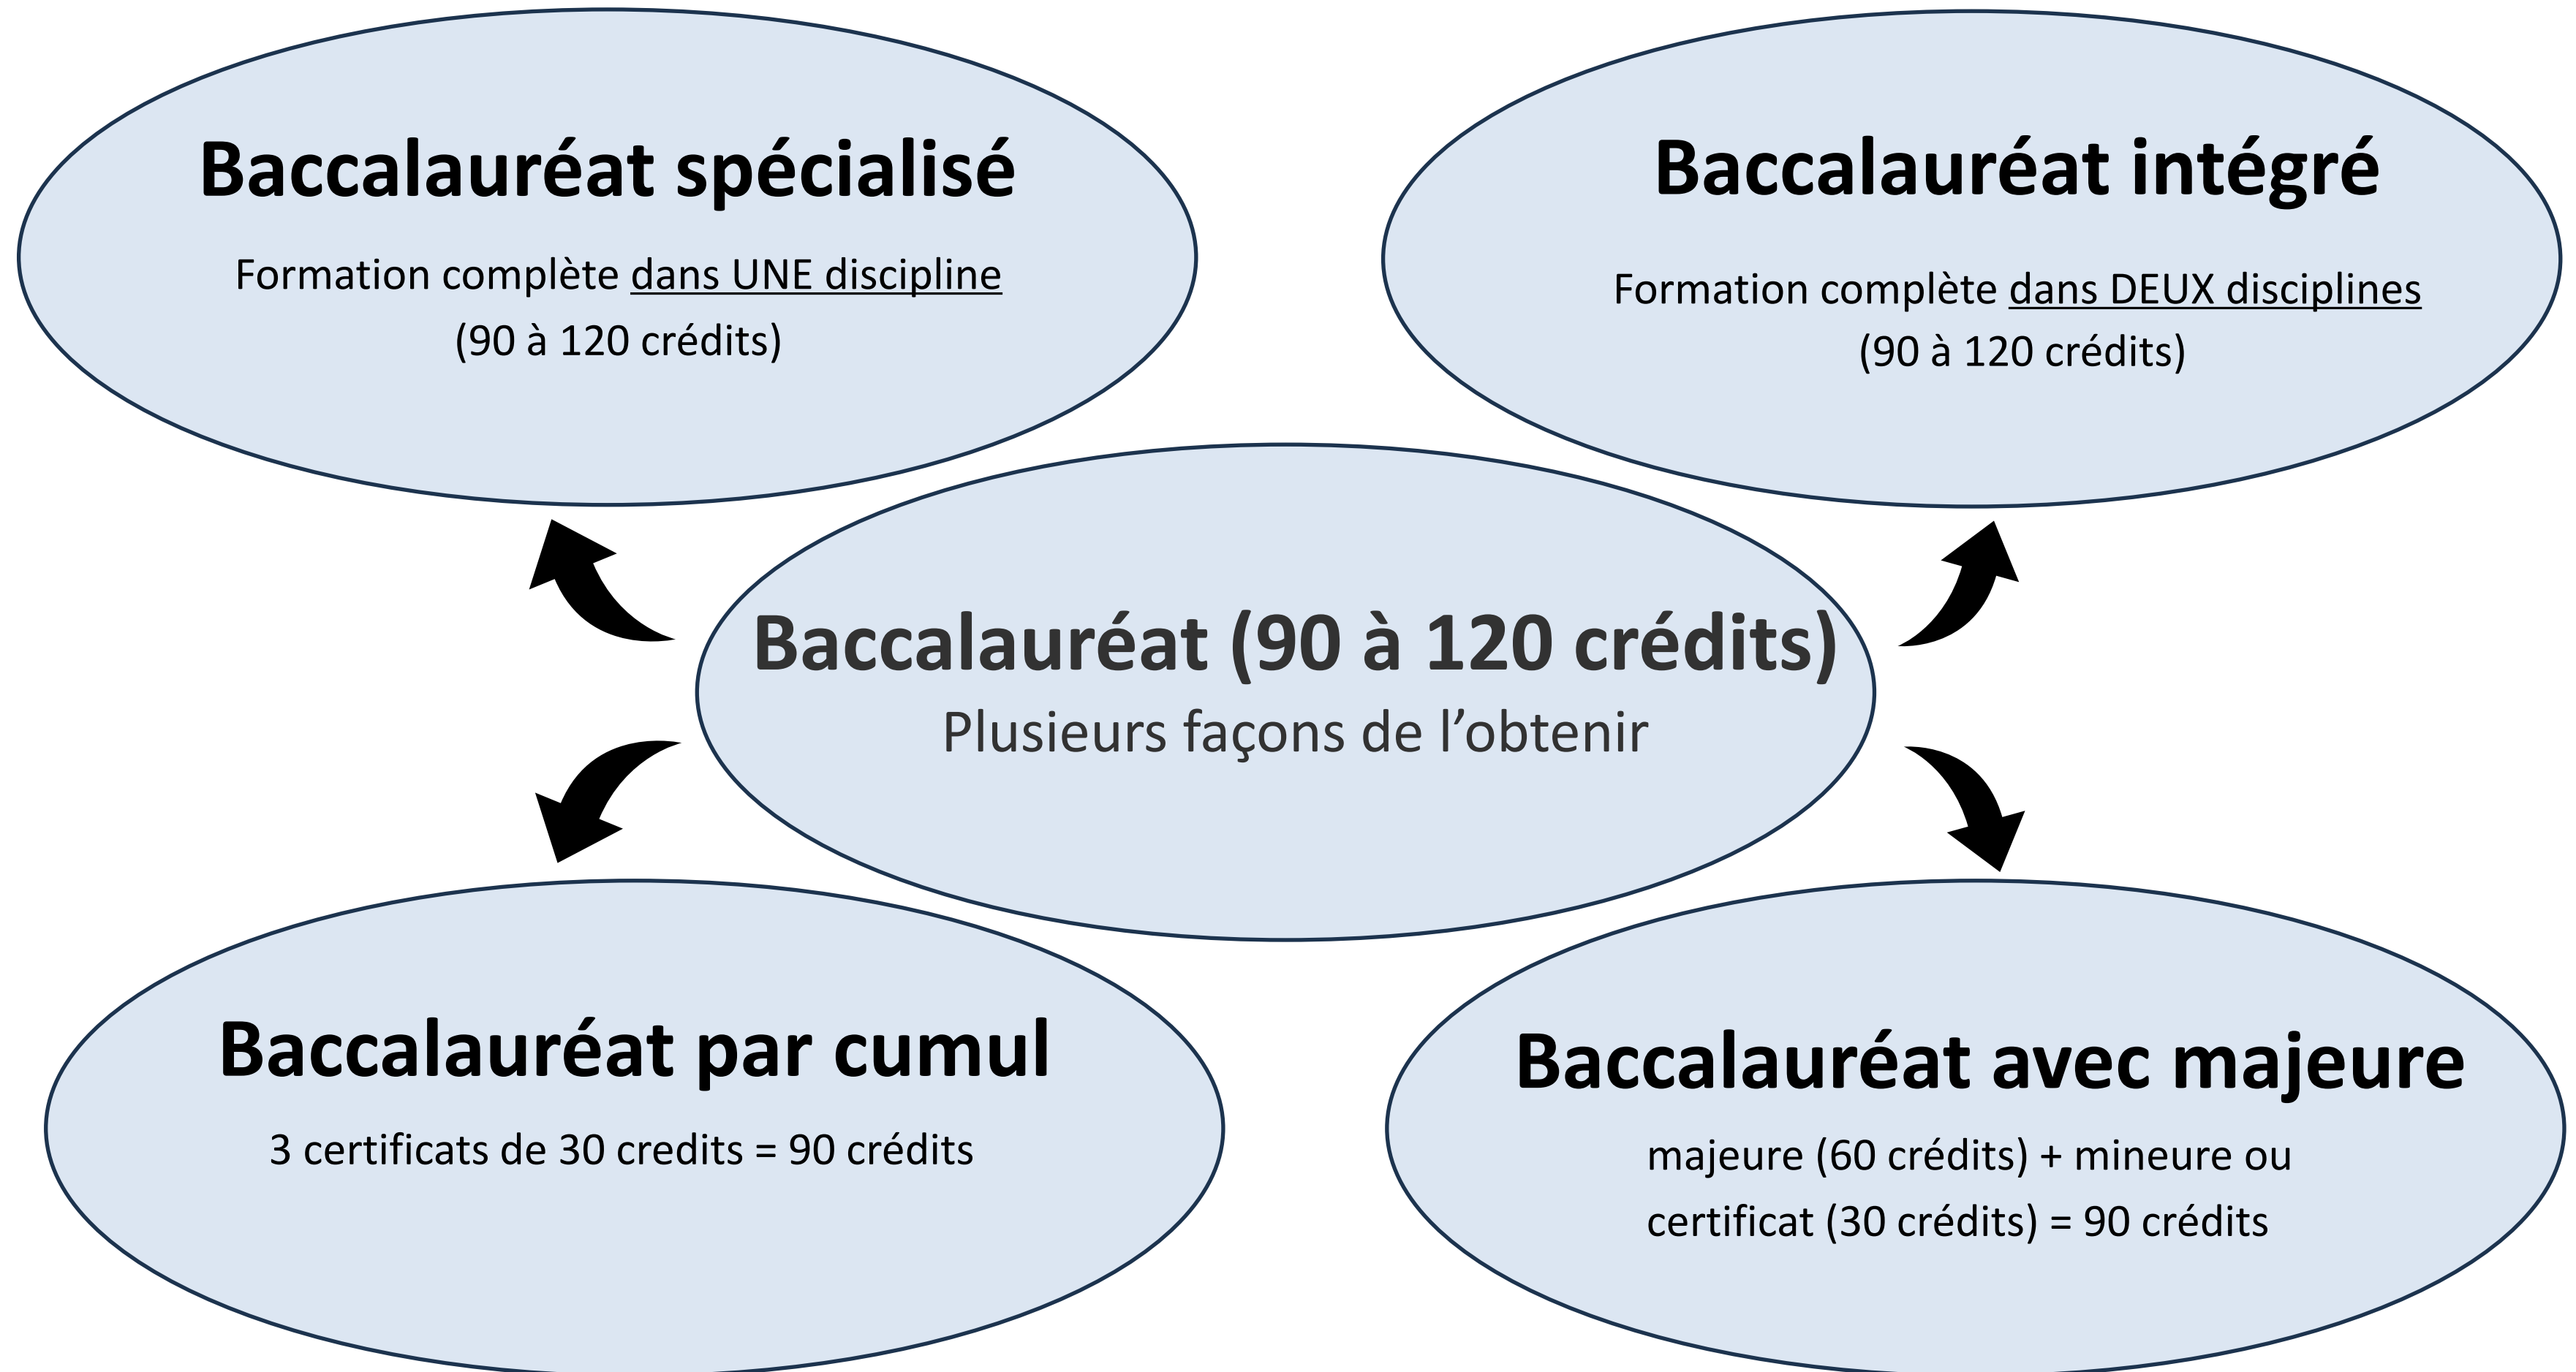 Baccalauréat spécialisé
Formation complète dans UNE discipline
(90 à 120 crédits)
Baccalauréat intégré
Formation complète dans DEUX disciplines
(90 à 120 crédits)
Baccalauréat (90 à 120 crédits)
Plusieurs façons de l’obtenir
Baccalauréat par cumul
3 certificats de 30 credits = 90 crédits
Baccalauréat avec majeure
majeure (60 crédits) + mineure ou
certificat (30 crédits) = 90 crédits